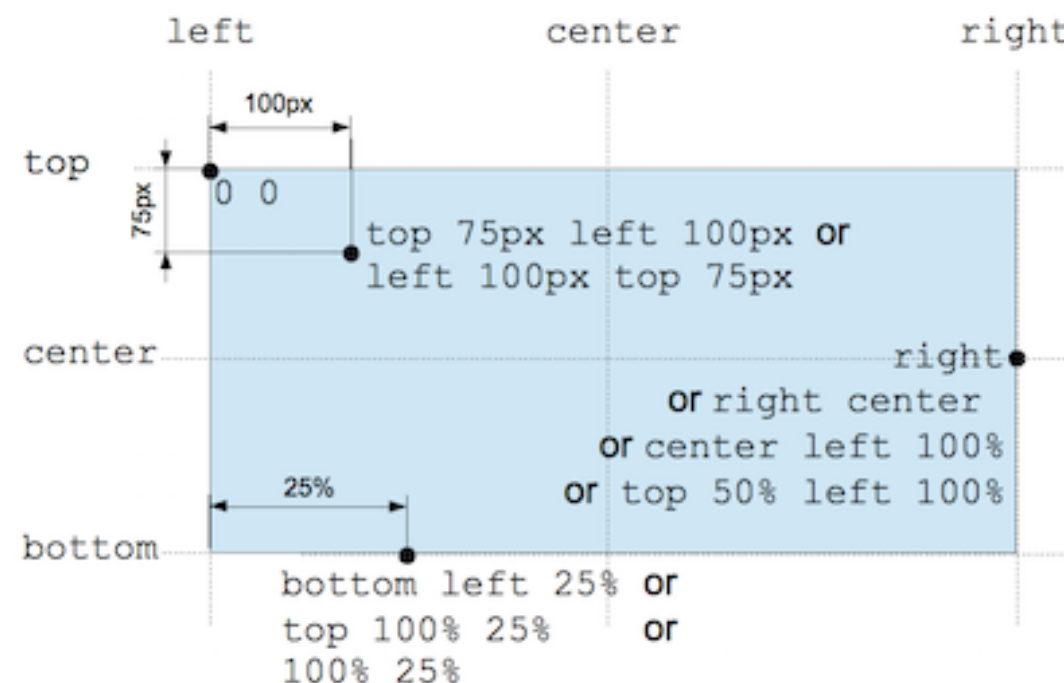 left center right
100px
top
0 0
75px
top 75px left 100px or
left 100px top 75px
center
right
or right center
or center left 100%
or top 50% left 100%
25%
bottom
bottom left 25% or
top 100% 25% or
100% 25%